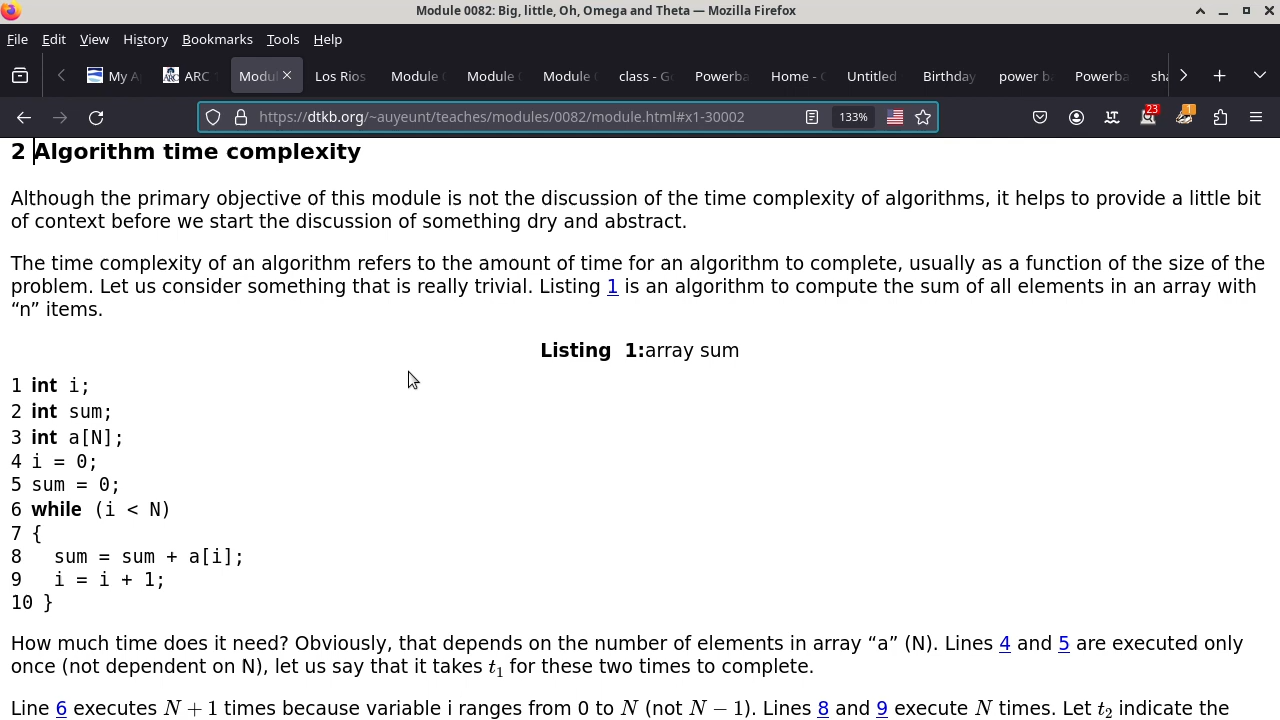 Module 0082: Big, little, Oh, Omega and Theta — Mozilla Firefox
File Edit View History Bookmarks Tools Help
My A ARC Modul Los Rios Module Module Module class - G Powerba Home - Untitled Birthday power ba Powerba sha
https://dtkb.org/~auyeunt/teaches/modules/0082/module.html#x1-30002 133% 23 1
2 Algorithm time complexity
Although the primary objective of this module is not the discussion of the time complexity of algorithms, it helps to provide a little bit
of context before we start the discussion of something dry and abstract.
The time complexity of an algorithm refers to the amount of time for an algorithm to complete, usually as a function of the size of the
problem. Let us consider something that is really trivial. Listing 1 is an algorithm to compute the sum of all elements in an array with
“n” items.
Listing 1:array sum
1 int i;
2 int sum;
3 int a[N];
4 i = 0;
5 sum = 0;
6 while (i < N)
7 {
8 sum = sum + a[i];
9 i = i + 1;
10 }
How much time does it need? Obviously, that depends on the number of elements in array “a” (N). Lines 4 and 5 are executed only
once (not dependent on N), let us say that it takes t₁ for these two times to complete.
Line 6 executes N + 1 times because variable i ranges from 0 to N (not N − 1). Lines 8 and 9 execute N times. Let t₂ indicate the